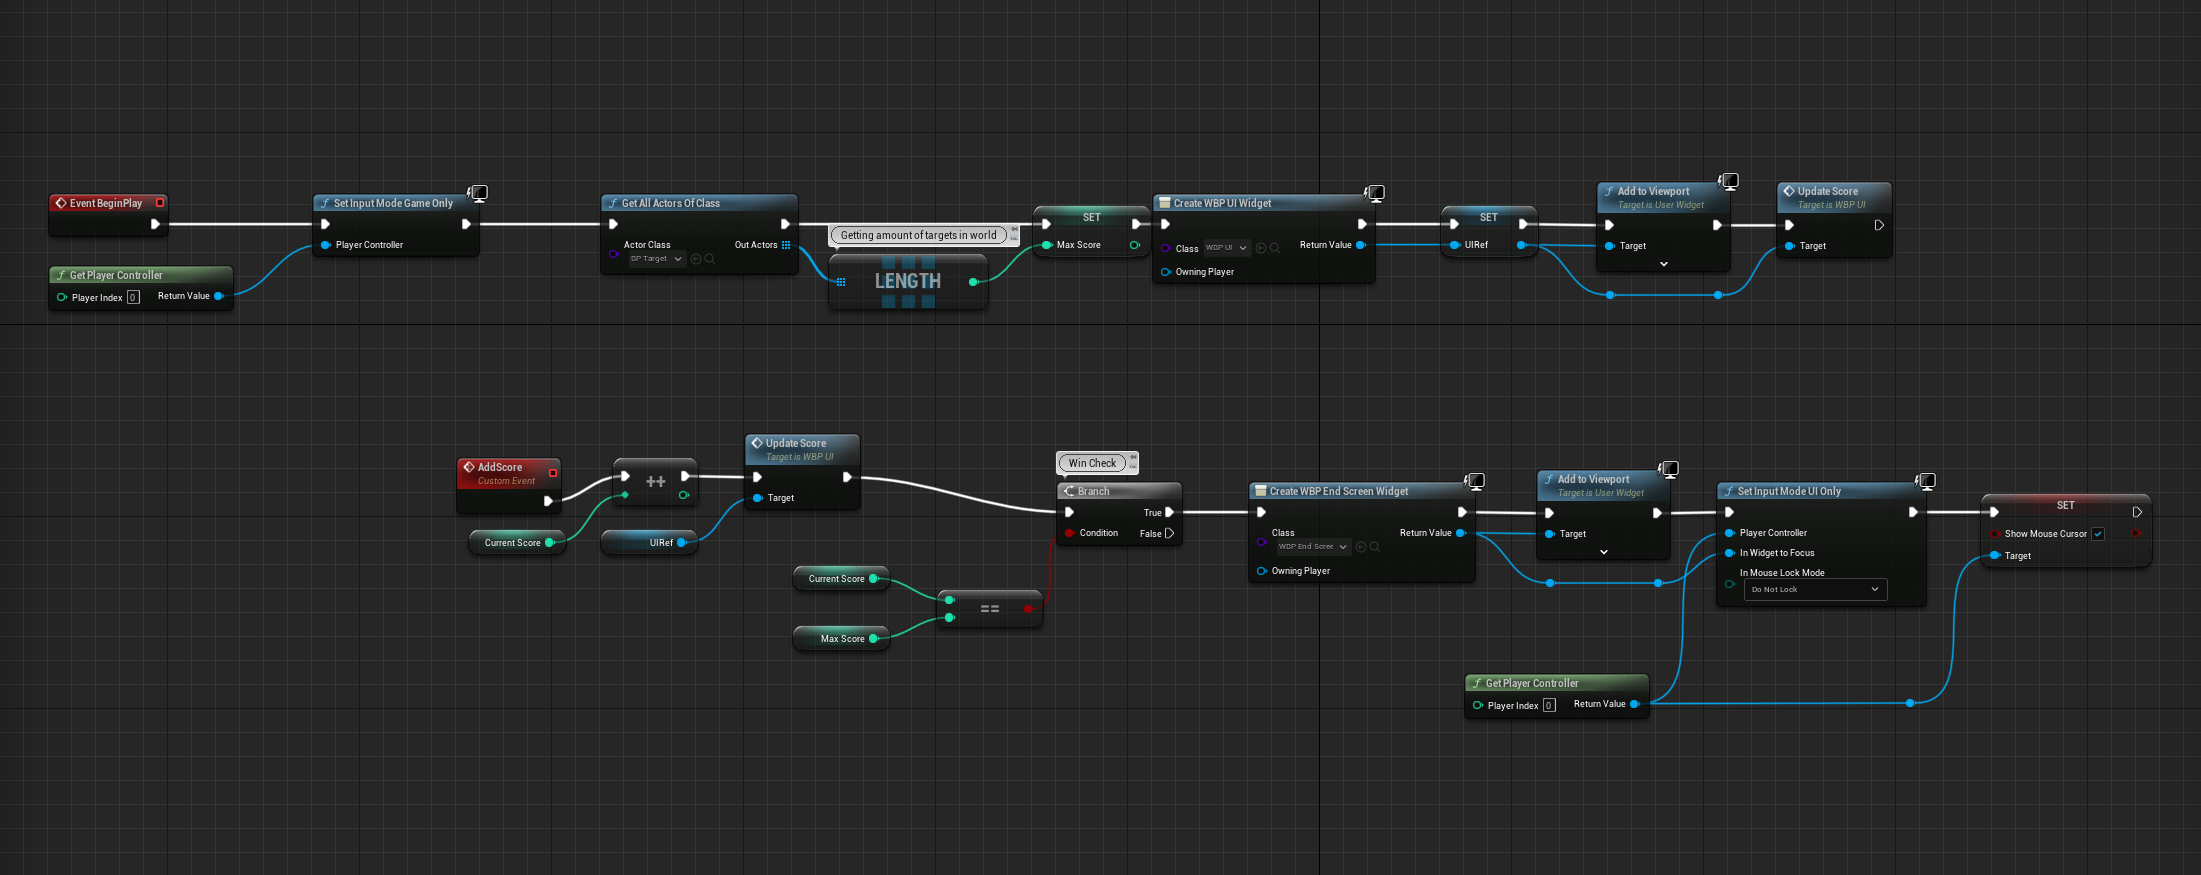 Event BeginPlay
Set Input Mode Game Only
Player Controller
Get Player Controller
Player Index 0 Return Value
Get All Actors Of Class
Actor Class Out Actors
BP Target
Getting amount of targets in world
LENGTH
SET
Max Score
Create WBP UI Widget
Class WBP UI Return Value
Owning Player
SET
UIRef
Add to Viewport
Target is User Widget
Target
Update Score
Target is WBP UI
Target
AddScore
Custom Event
Current Score
++
UIRef
Update Score
Target is WBP UI
Target
Current Score
Max Score
==
Win Check
Branch
True
Condition False
Create WBP End Screen Widget
Class Return Value
WBP End Scree
Owning Player
Add to Viewport
Target is User Widget
Target
Set Input Mode UI Only
Player Controller
In Widget to Focus
In Mouse Lock Mode
Do Not Lock
Get Player Controller
Player Index 0 Return Value
SET
Show Mouse Cursor
Target